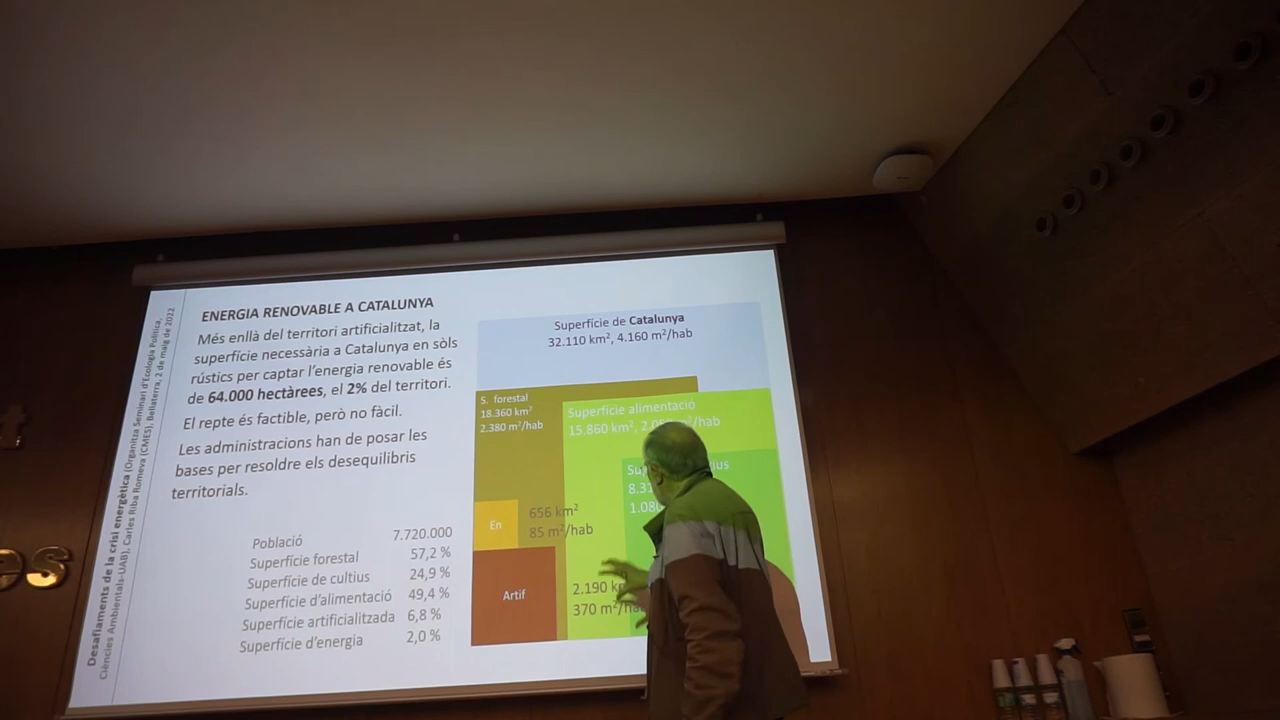 Desafiaments de la crisi energètica (Organitza Seminari d'Ecologia Política,
Ciències Ambientals-UAB), Carles Riba Romeva (CMES), Bellaterra, 2 de maig de 2022
ENERGIA RENOVABLE A CATALUNYA
Més enllà del territori artificialitzat, la
superfície necessària a Catalunya en sòls
rústics per captar l'energia renovable és
de 64.000 hectàrees, el 2% del territori.
El repte és factible, però no fàcil.
Les administracions han de posar les
bases per resoldre els desequilibris
territorials.
Població 7.720.000
Superfície forestal 57,2 %
Superfície de cultius 24,9 %
Superfície d'alimentació 49,4 %
Superfície artificialitzada 6,8 %
Superfície d'energia 2,0 %
Superfície de Catalunya
32.110 km², 4.160 m²/hab
S. forestal
18.360 km²
2.380 m²/hab
Superfície alimentació
15.860 km², m²/hab
En
656 km²
85 m²/hab
Artif
2.190
370 m²/